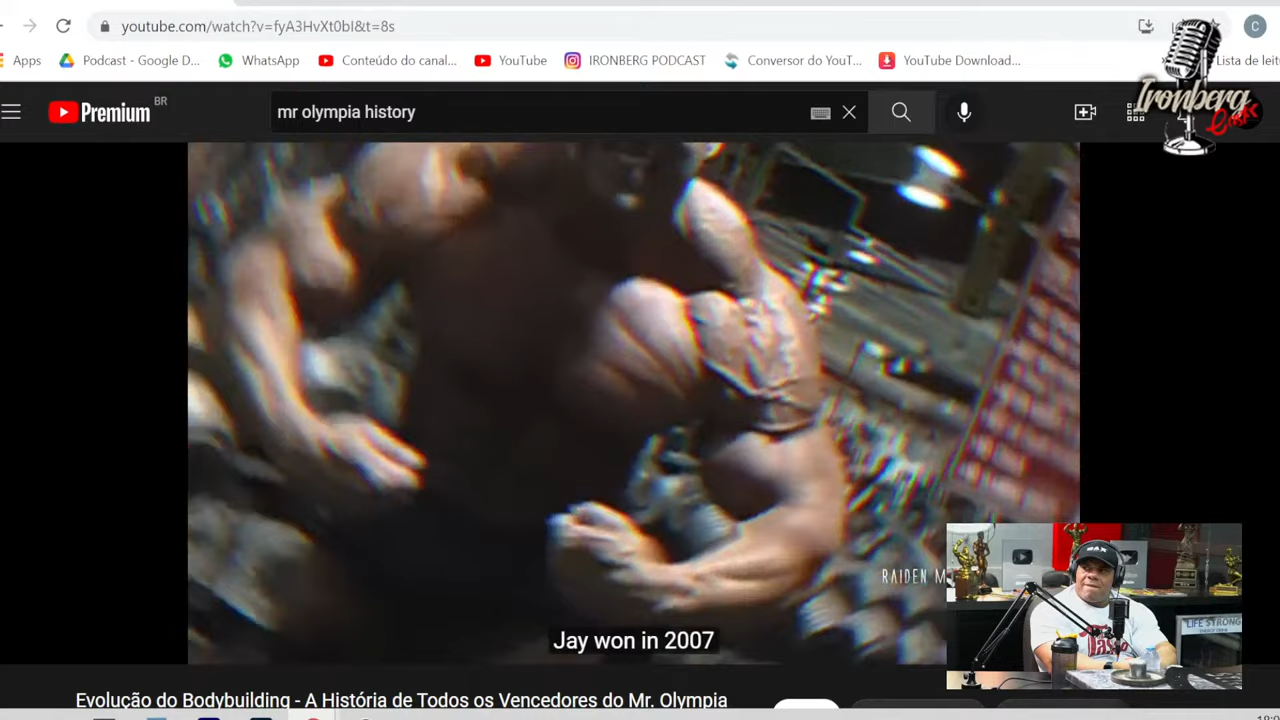 youtube.com/watch?v=fyA3HvXt0bI&t=8s
C
Apps
Podcast - Google D...
WhatsApp
Conteúdo do canal...
YouTube
IRONBERG PODCAST
Conversor do YouT...
YouTube Download...
Lista de leit
Premium BR
mr olympia history
Ironberg
Cast
RAIDEN M
LIFE STRONG
Jay won in 2007
Evolução do Bodybuilding - A História de Todos os Vencedores do Mr. Olympia